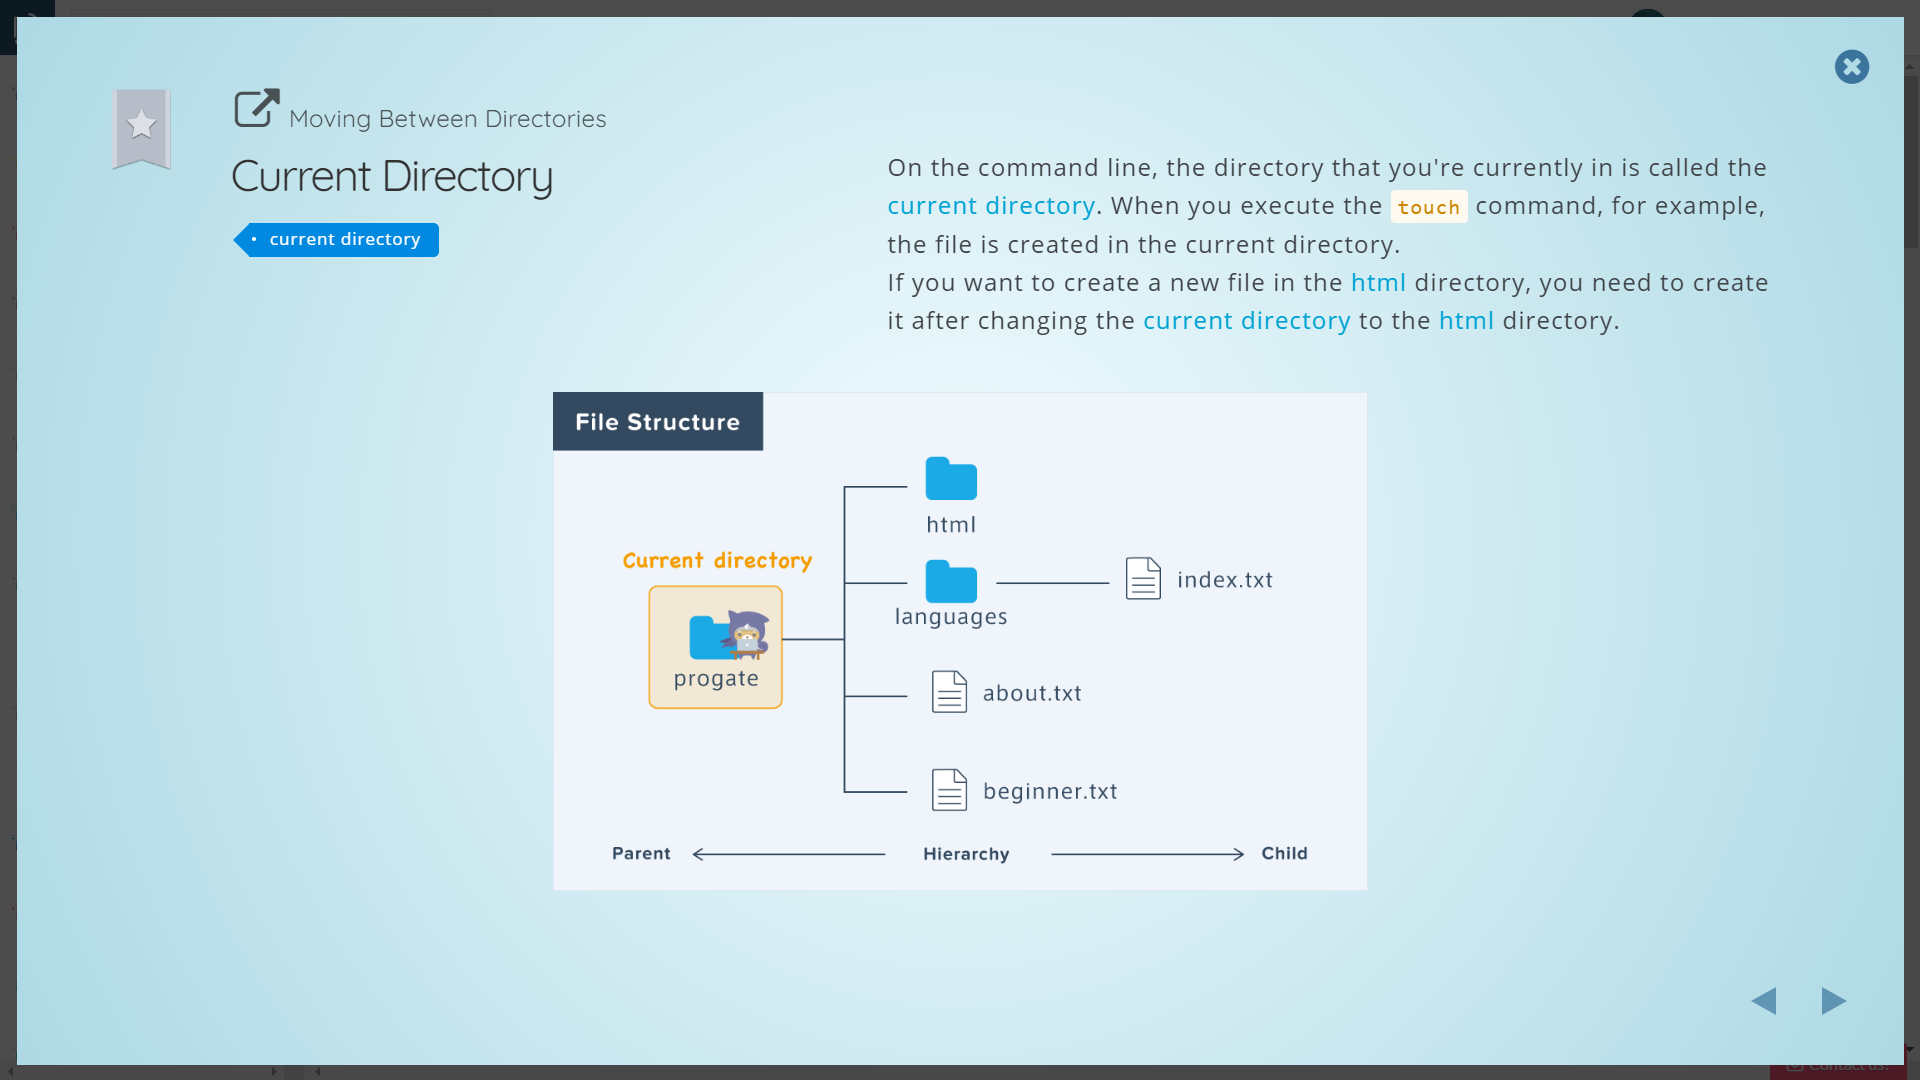 Moving Between Directories
Current Directory
current directory
On the command line, the directory that you're currently in is called the
current directory. When you execute the touch command, for example,
the file is created in the current directory.
If you want to create a new file in the html directory, you need to create
it after changing the current directory to the html directory.
File Structure
html
Current directory
languages
index.txt
progate
about.txt
beginner.txt
Parent
Hierarchy
Child
Contact us!